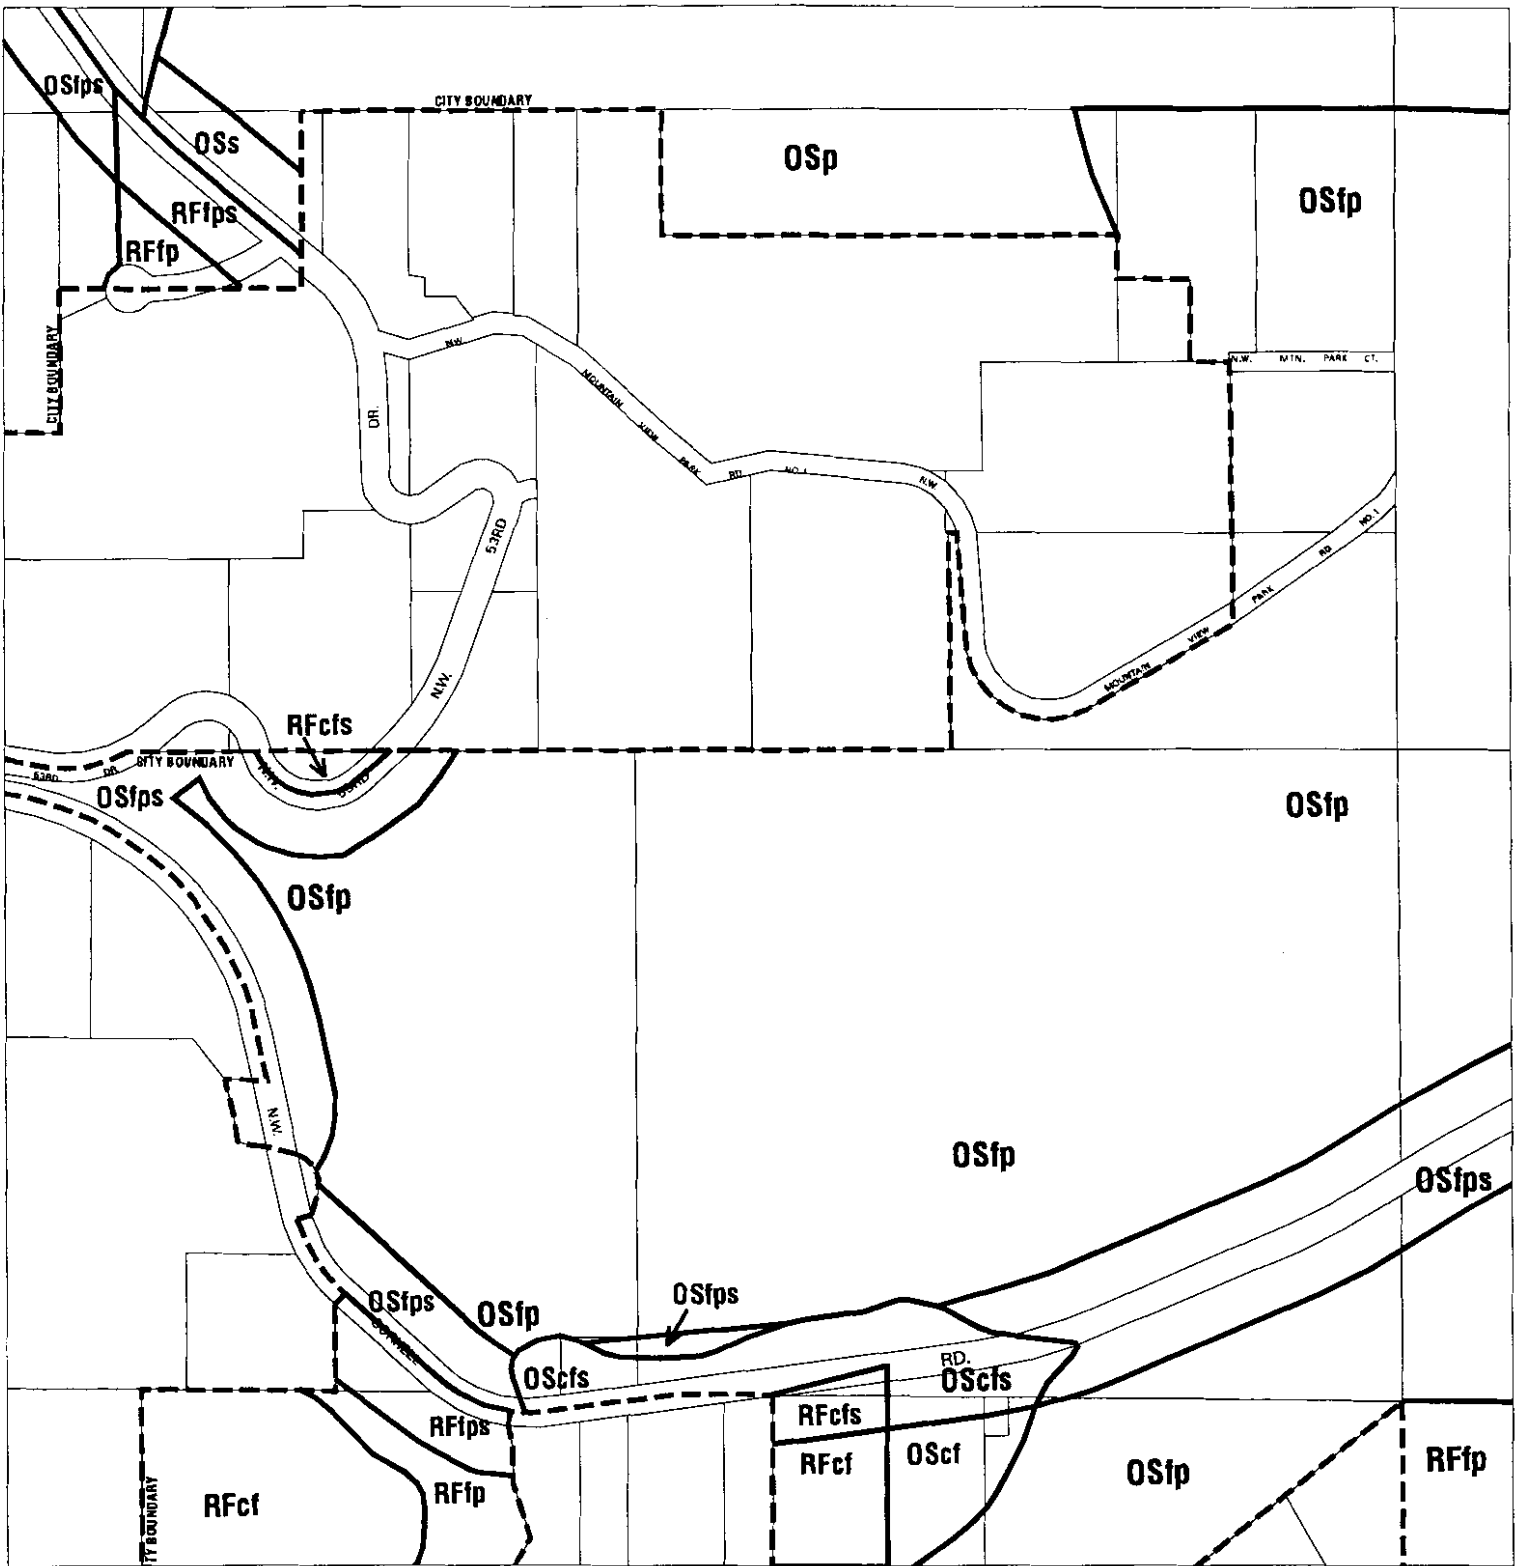 OSfps
CITY BOUNDARY
OSs
OSp
OSfp
RFfps
RFfp
CITY BOUNDARY
N.W.
N.W. MTN. PARK CT.
MOUNTAIN VIEW PARK RD NO. 1
DR.
N.W.
53RD
NO. 1
RD
PARK
VIEW
MOUNTAIN
N.W.
RFcfs
CITY BOUNDARY
53RD DR.
N.W. 53RD
OSfps
OSfp
OSfp
N.W.
OSfp
OSfps
OSfps
OSfps
OSfp
CORNELL
RD.
OScfs
OScfs
RFfps
RFcfs
RFcf
OScf
OSfp
RFfp
RFfp
RFcf
TY BOUNDARY